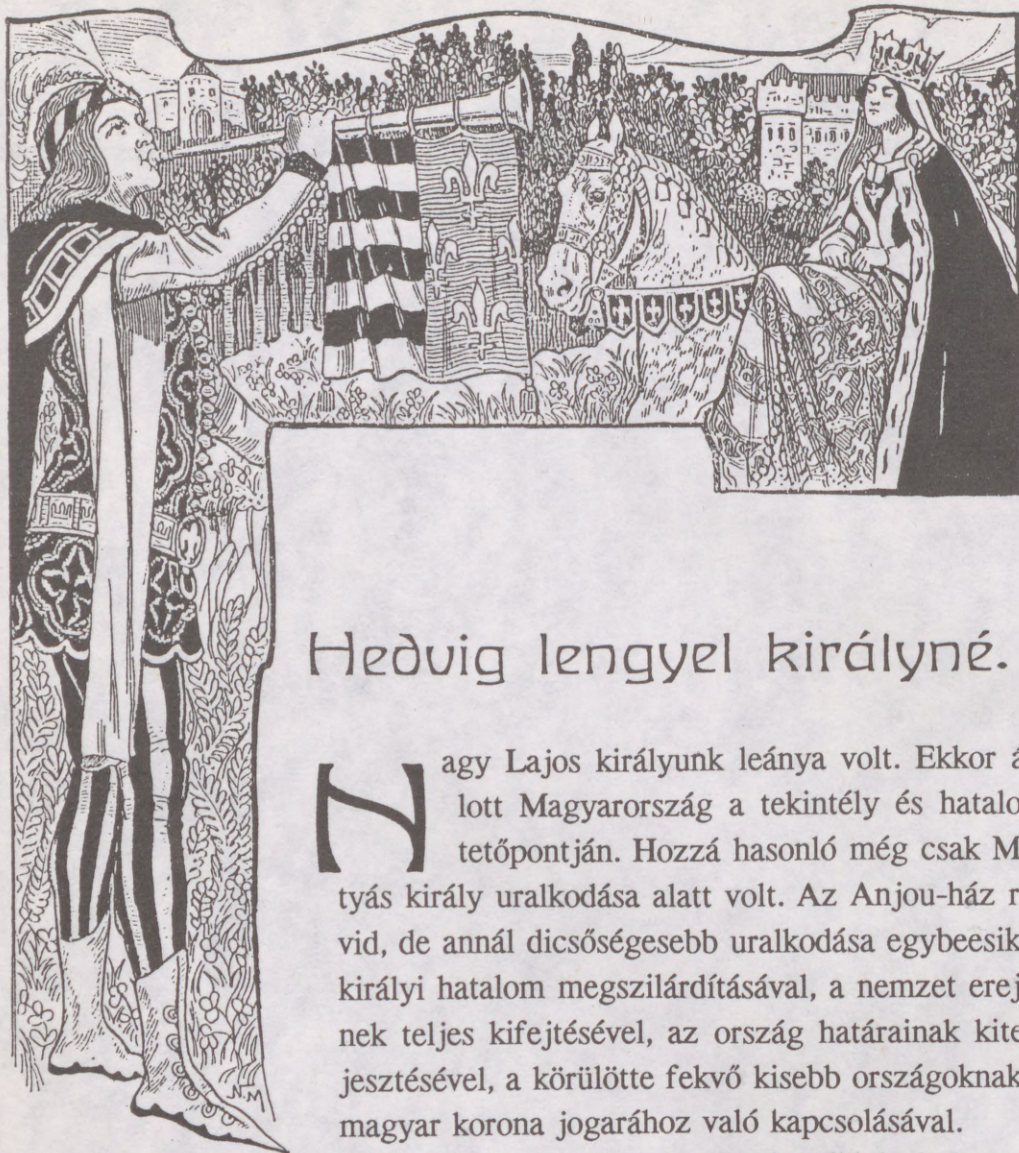 Hedvig lengyel királyné.
Nagy Lajos királyunk leánya volt. Ekkor á
lott Magyarország a tekintély és hatalo
tetőpontján. Hozzá hasonló még csak M
tyás király uralkodása alatt volt. Az Anjou-ház r
vid, de annál dicsőségesebb uralkodása egybeesik
királyi hatalom megszilárdításával, a nemzet erej
nek teljes kifejtésével, az ország határainak kite
jesztésével, a körülötte fekvő kisebb országoknak
magyar korona jogarához való kapcsolásával.
N.M